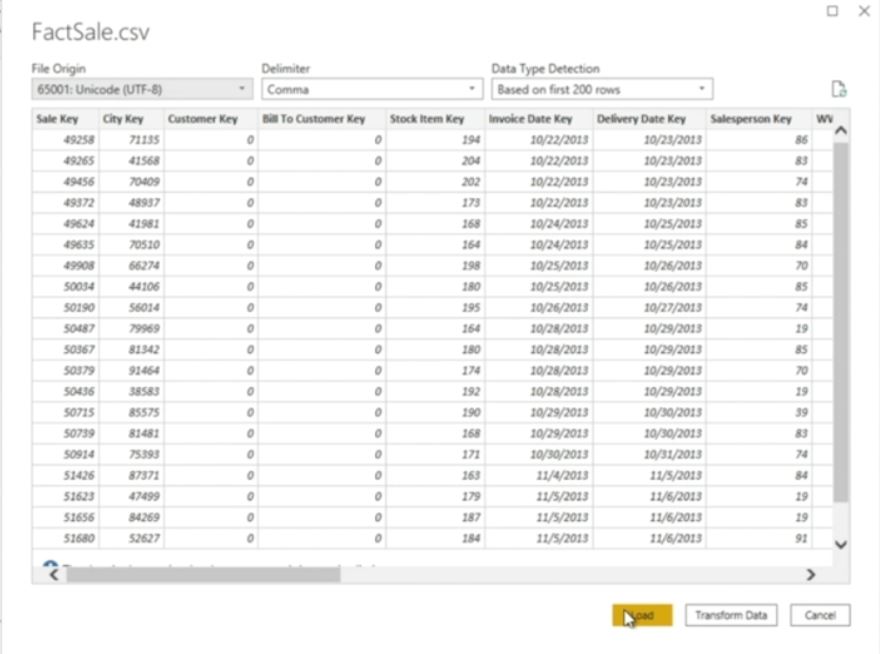 FactSale.csv
File Origin Delimiter Data Type Detection
65001: Unicode (UTF-8) Comma Based on first 200 rows
Sale Key City Key Customer Key Bill To Customer Key Stock Item Key Invoice Date Key Delivery Date Key Salesperson Key WW
49258 71135 0 0 194 10/22/2013 10/23/2013 86
49265 41568 0 0 204 10/22/2013 10/23/2013 83
49456 70409 0 0 202 10/22/2013 10/23/2013 74
49372 48937 0 0 173 10/22/2013 10/23/2013 83
49624 41981 0 0 168 10/24/2013 10/25/2013 85
49635 70510 0 0 164 10/24/2013 10/25/2013 84
49908 66274 0 0 198 10/25/2013 10/26/2013 70
50034 44106 0 0 180 10/25/2013 10/26/2013 85
50190 56014 0 0 195 10/26/2013 10/27/2013 74
50487 79969 0 0 164 10/28/2013 10/29/2013 19
50367 81342 0 0 180 10/28/2013 10/29/2013 85
50379 91464 0 0 174 10/28/2013 10/29/2013 70
50436 38583 0 0 192 10/28/2013 10/29/2013 19
50715 85575 0 0 190 10/29/2013 10/30/2013 39
50739 81481 0 0 168 10/29/2013 10/30/2013 83
50914 75393 0 0 171 10/30/2013 10/31/2013 74
51426 87371 0 0 163 11/4/2013 11/5/2013 84
51623 47499 0 0 179 11/5/2013 11/6/2013 19
51656 84269 0 0 187 11/5/2013 11/6/2013 19
51680 52627 0 0 184 11/5/2013 11/6/2013 91
Load Transform Data Cancel